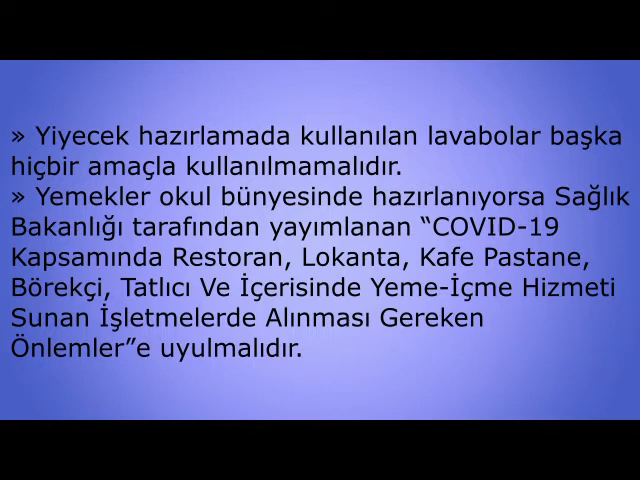 » Yiyecek hazırlamada kullanılan lavabolar başka
hiçbir amaçla kullanılmamalıdır.
» Yemekler okul bünyesinde hazırlanıyorsa Sağlık
Bakanlığı tarafından yayımlanan “COVID-19
Kapsamında Restoran, Lokanta, Kafe Pastane,
Börekçi, Tatlıcı Ve İçerisinde Yeme-İçme Hizmeti
Sunan İşletmelerde Alınması Gereken
Önlemler”e uyulmalıdır.